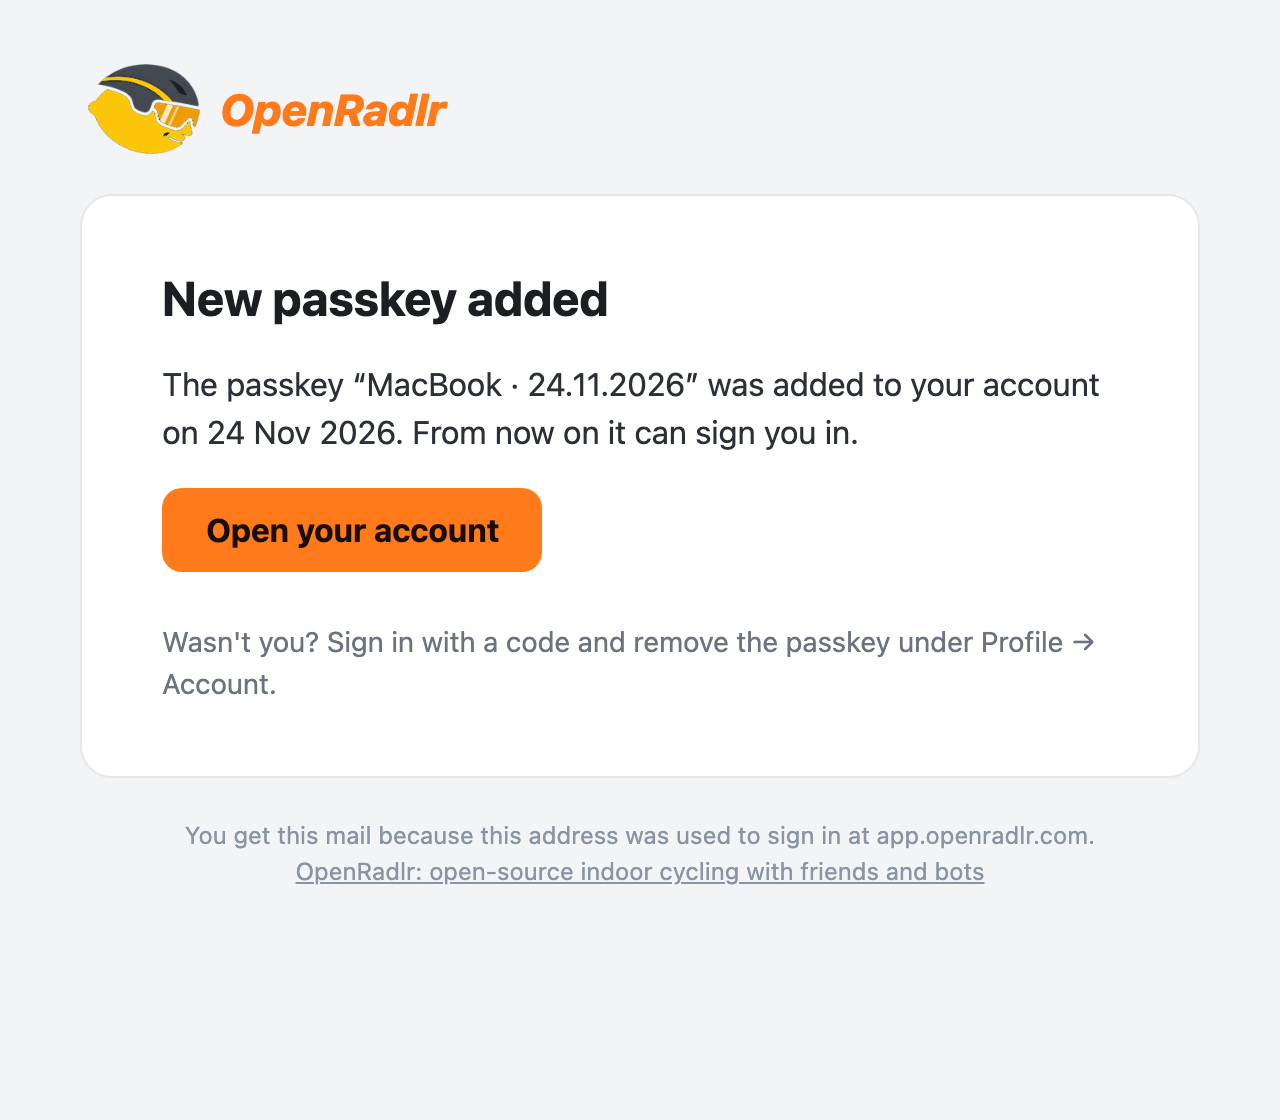 OpenRadlr
New passkey added
The passkey “MacBook · 24.11.2026” was added to your account
on 24 Nov 2026. From now on it can sign you in.
Open your account
Wasn't you? Sign in with a code and remove the passkey under Profile →
Account.
You get this mail because this address was used to sign in at app.openradlr.com.
OpenRadlr: open-source indoor cycling with friends and bots